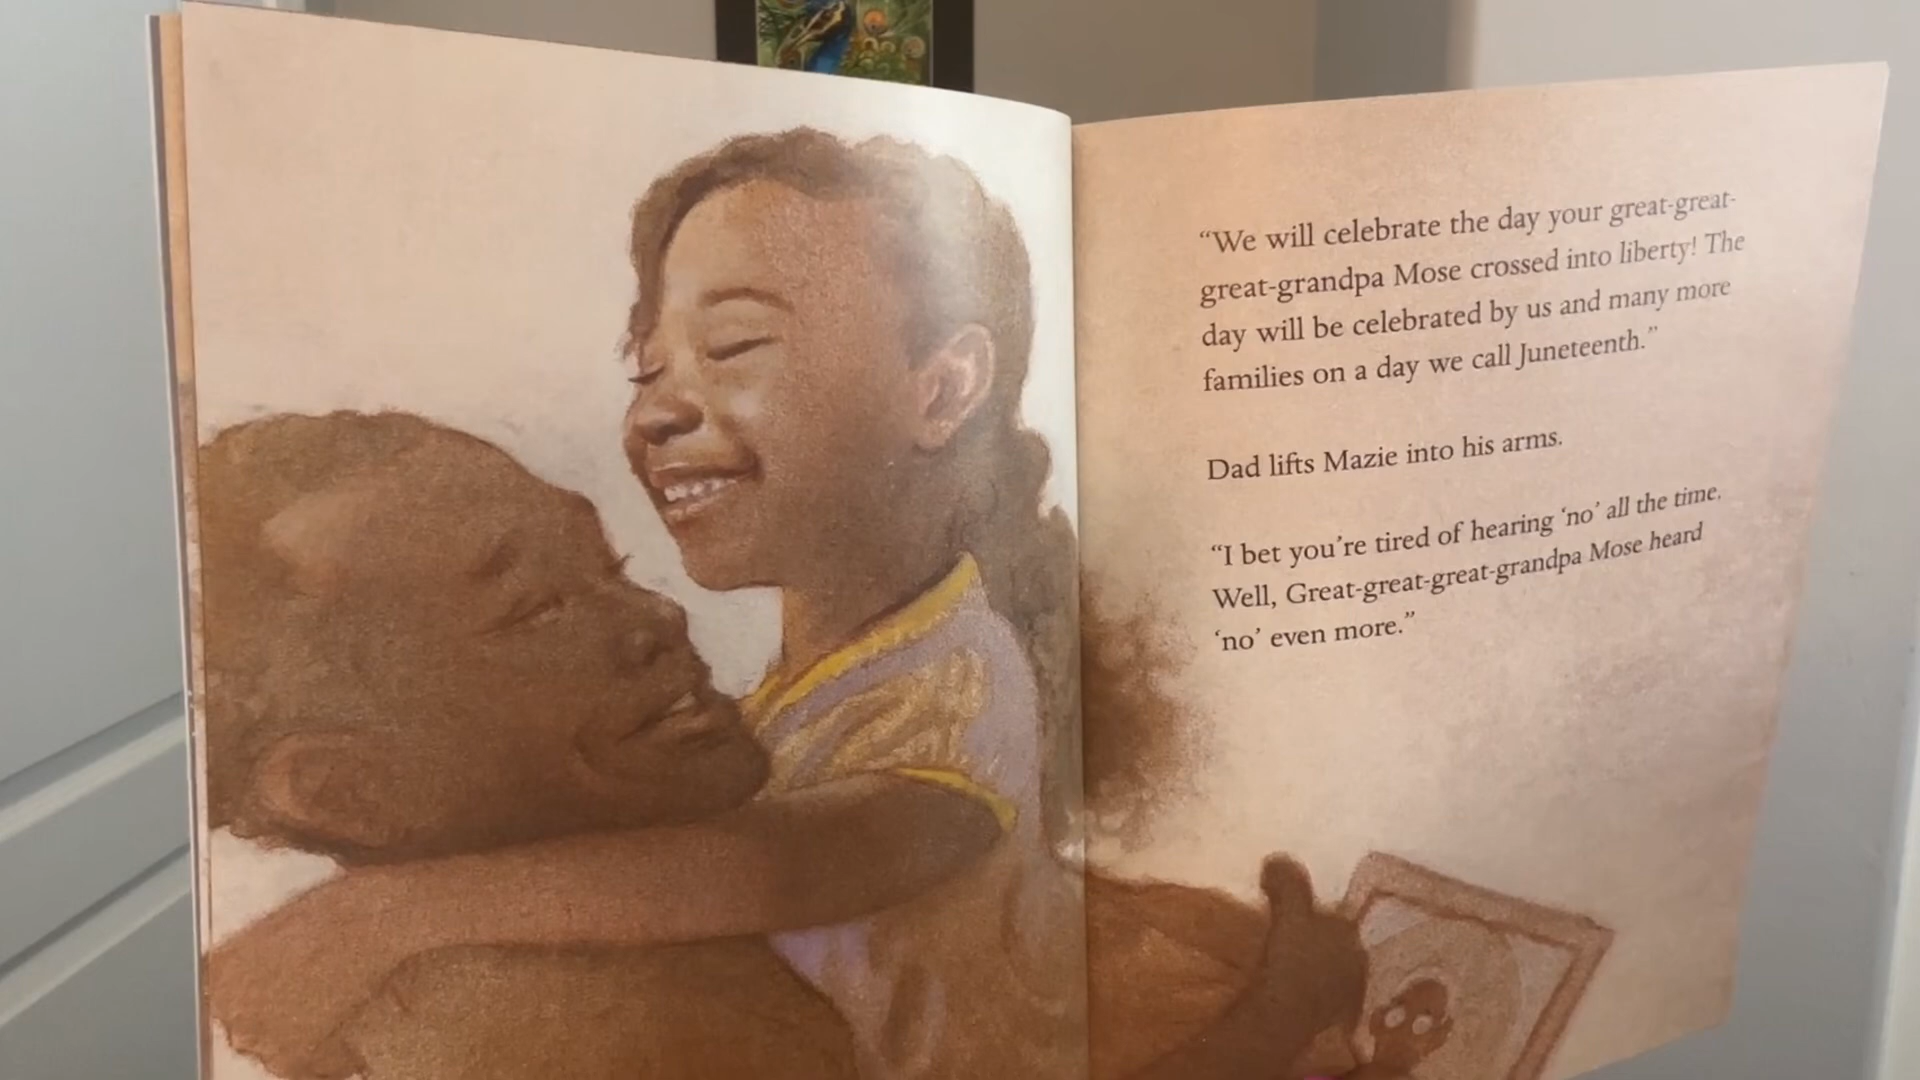 “We will celebrate the day your great-great-
great-grandpa Mose crossed into liberty! The
day will be celebrated by us and many more
families on a day we call Juneteenth.”
Dad lifts Mazie into his arms.
“I bet you’re tired of hearing ‘no’ all the time.
Well, Great-great-great-grandpa Mose heard
‘no’ even more.”